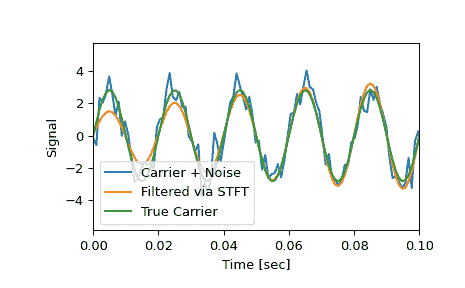 4
2
0
−2
−4
Signal
Carrier + Noise
Filtered via STFT
True Carrier
0.00 0.02 0.04 0.06 0.08 0.10
Time [sec]